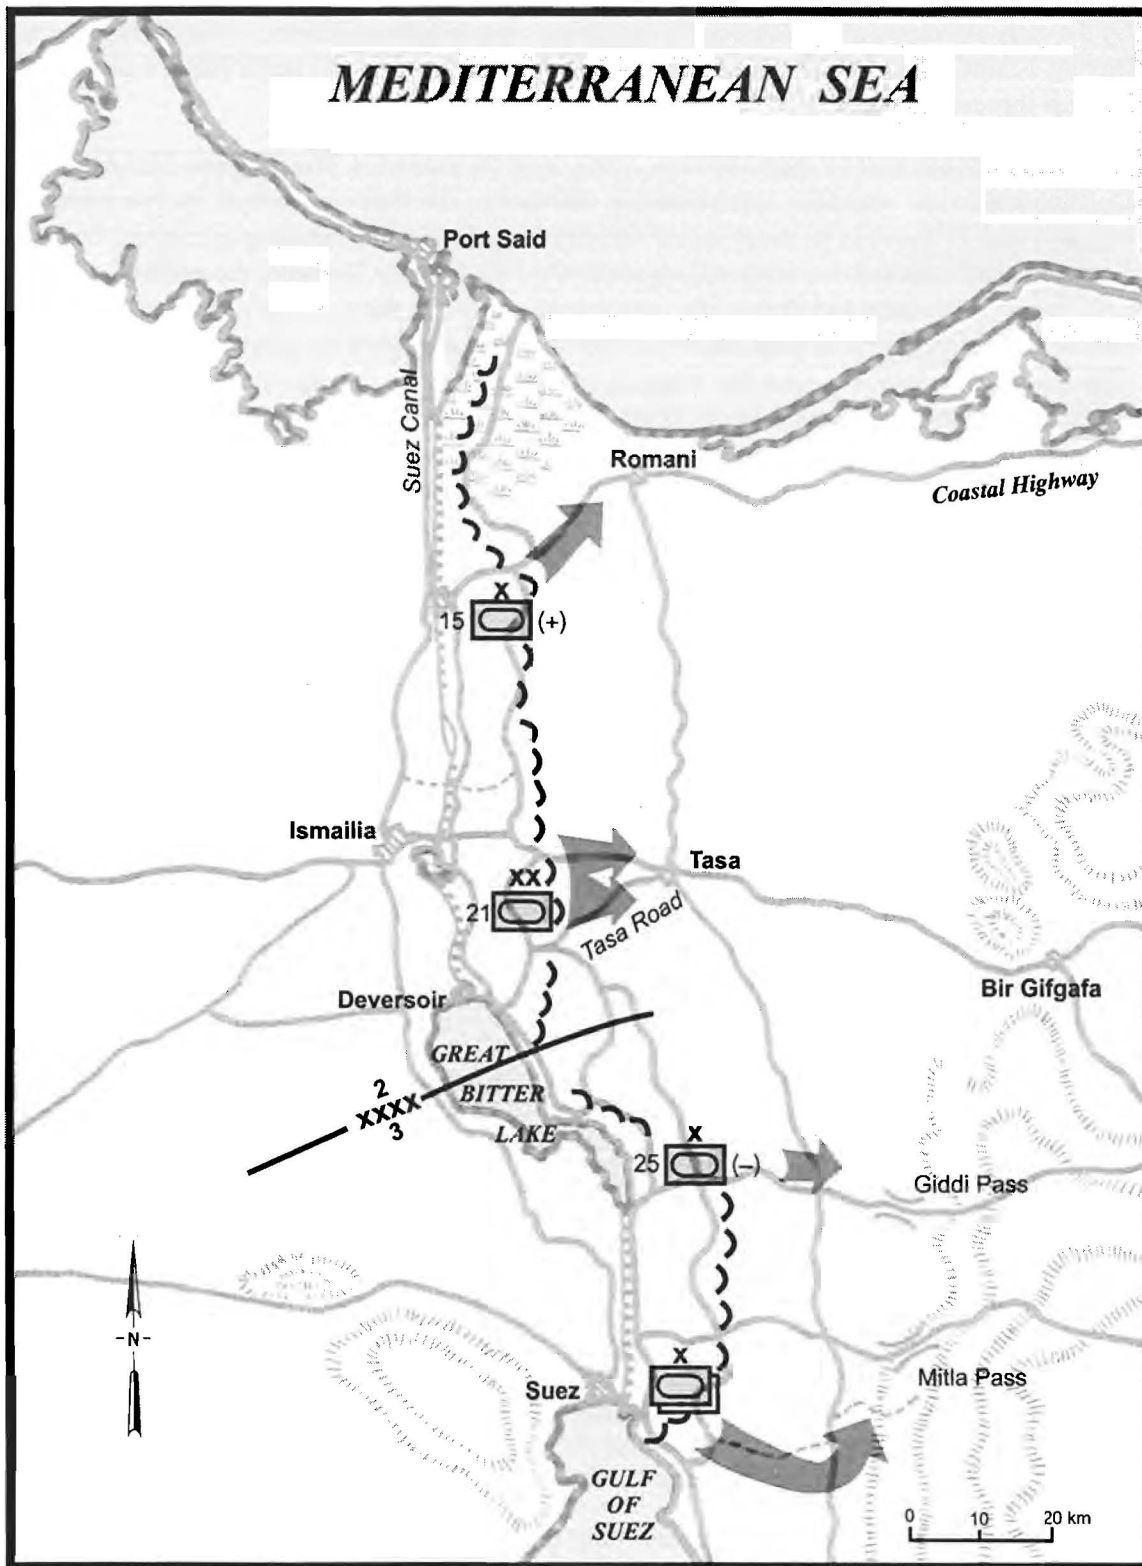 MEDITERRANEAN SEA
Port Said
Suez Canal
Romani
Coastal Highway
X
15
(+)
Ismailia
Tasa
XX
21
Tasa Road
Bir Gifgafa
Deversoir
GREAT
BITTER
LAKE
2
XXXX
3
X
25
(–)
Giddi Pass
-N-
X
Mitla Pass
Suez
GULF
OF
SUEZ
0 10 20 km